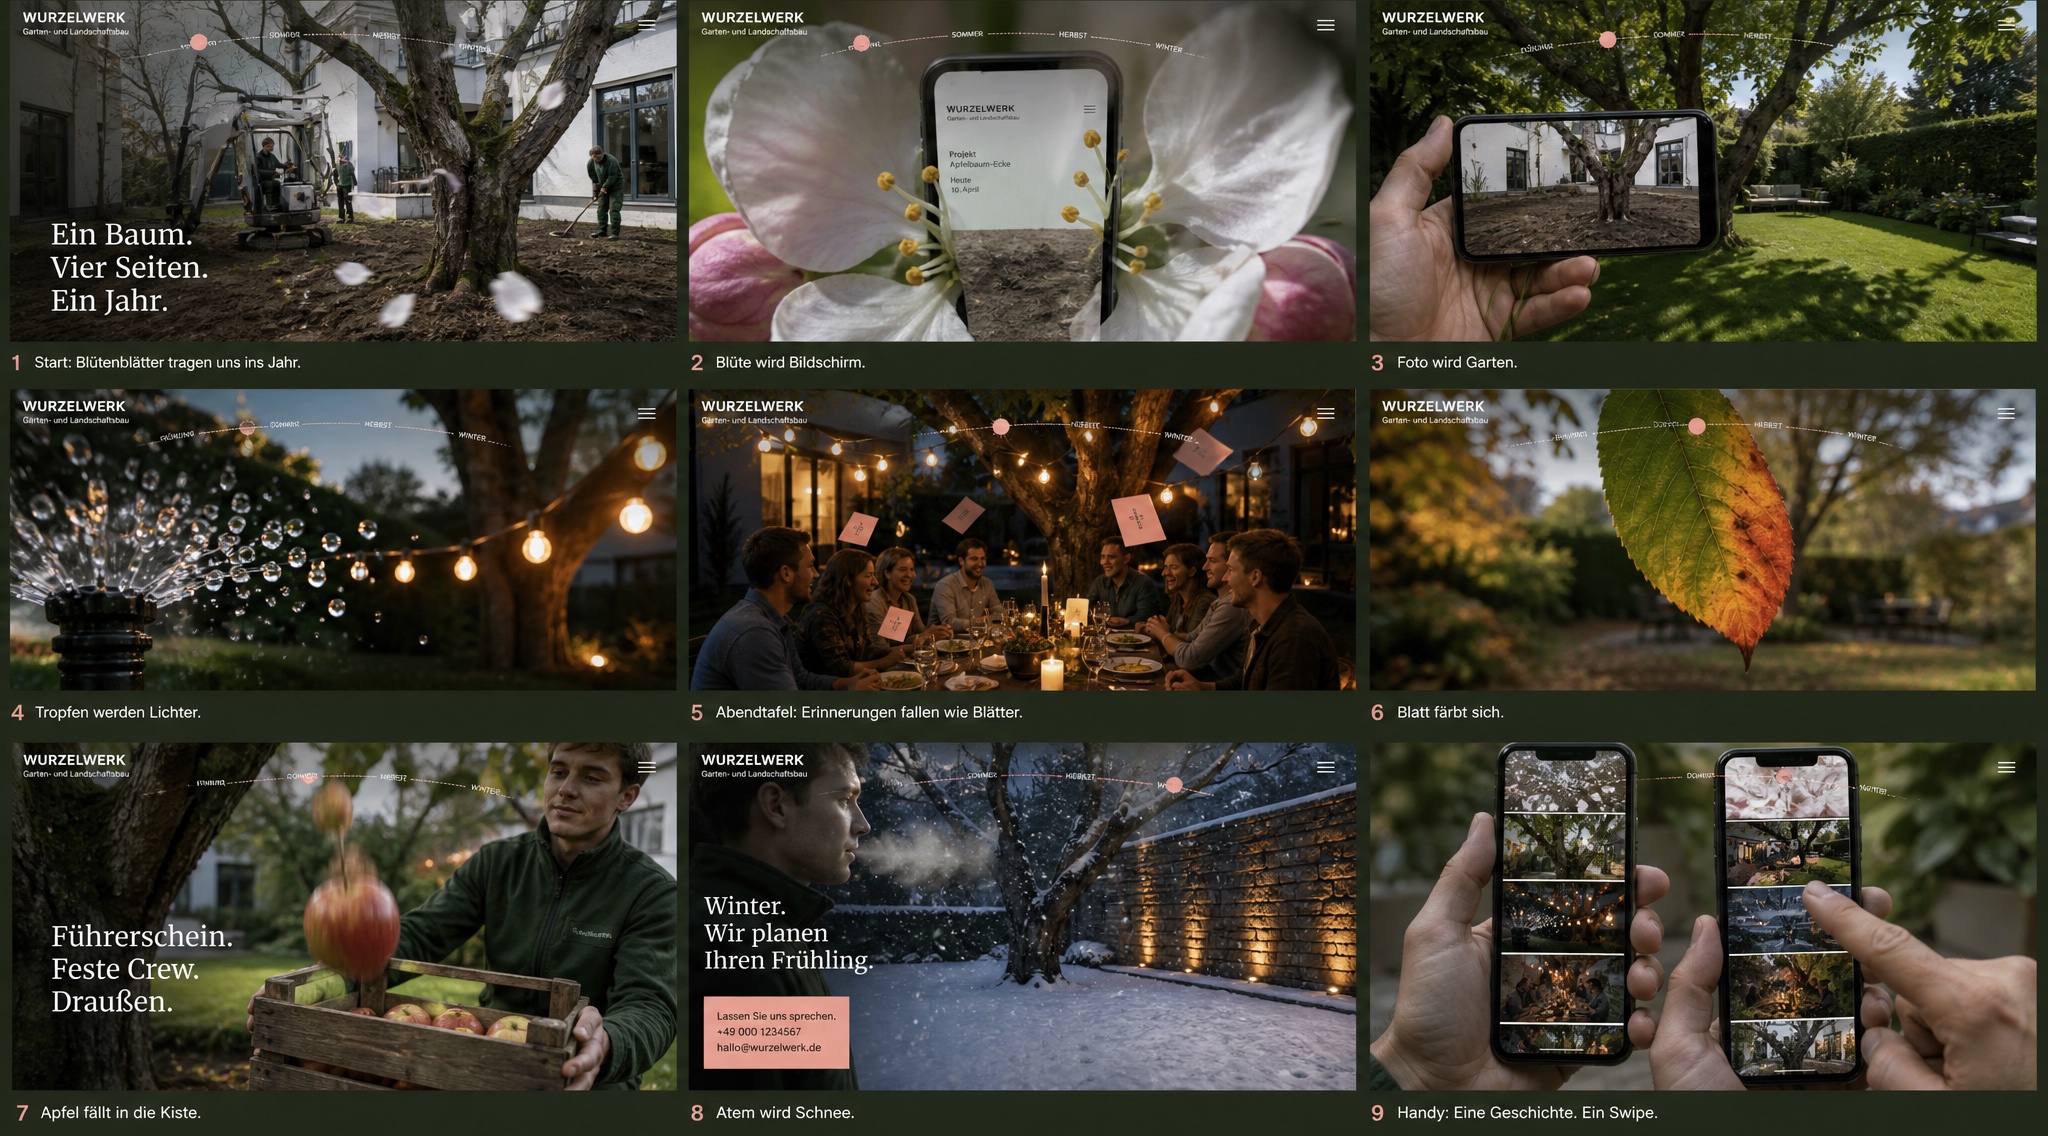 WURZELWERK
Garten- und Landschaftsbau
SOMMER
Ein Baum.
Vier Seiten.
Ein Jahr.
1 Start: Blütenblätter tragen uns ins Jahr.
WURZELWERK
Garten- und Landschaftsbau
SOMMER
HERBST
WINTER
WURZELWERK
Garten- und Landschaftsbau
Projekt
Apfelbaum-Ecke
Heute
10. April
2 Blüte wird Bildschirm.
WURZELWERK
Garten- und Landschaftsbau
HERBST
3 Foto wird Garten.
WURZELWERK
Garten- und Landschaftsbau
HERBST
WINTER
4 Tropfen werden Lichter.
WURZELWERK
Garten- und Landschaftsbau
WINTER
5 Abendtafel: Erinnerungen fallen wie Blätter.
WURZELWERK
Garten- und Landschaftsbau
HERBST
WINTER
6 Blatt färbt sich.
WURZELWERK
Garten- und Landschaftsbau
WINTER
Führerschein.
Feste Crew.
Draußen.
7 Apfel fällt in die Kiste.
WURZELWERK
Garten- und Landschaftsbau
SOMMER
Winter.
Wir planen
Ihren Frühling.
Lassen Sie uns sprechen.
+49 000 1234567
hallo@wurzelwerk.de
8 Atem wird Schnee.
9 Handy: Eine Geschichte. Ein Swipe.